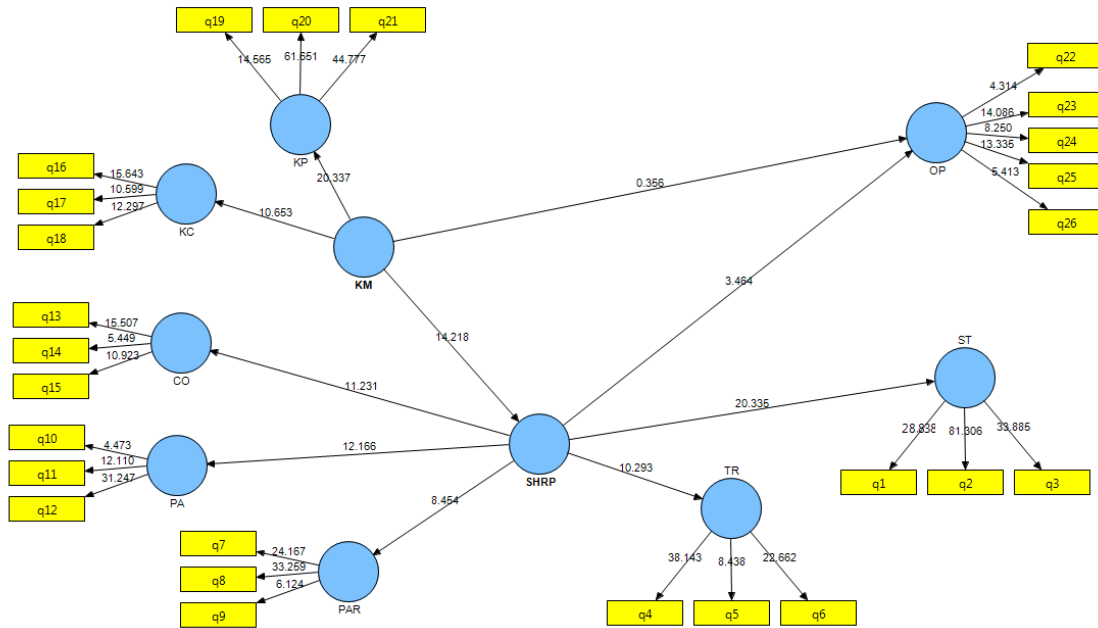 q19
q20
q21
14.565
61.651
44.777
KP
q22
q23
q24
q25
q26
4.314
14.086
8.250
13.335
5.413
OP
q16
q17
q18
15.643
10.599
12.297
KC
20.337
10.653
0.356
KM
3.464
14.218
q13
q14
q15
15.507
5.449
10.923
CO
11.231
ST
20.335
28.838
81.306
33.885
q1
q2
q3
q10
q11
q12
4.473
12.110
31.247
PA
12.166
SHRP
10.293
TR
8.454
38.143
8.438
22.662
q4
q5
q6
q7
q8
q9
24.167
33.259
6.124
PAR